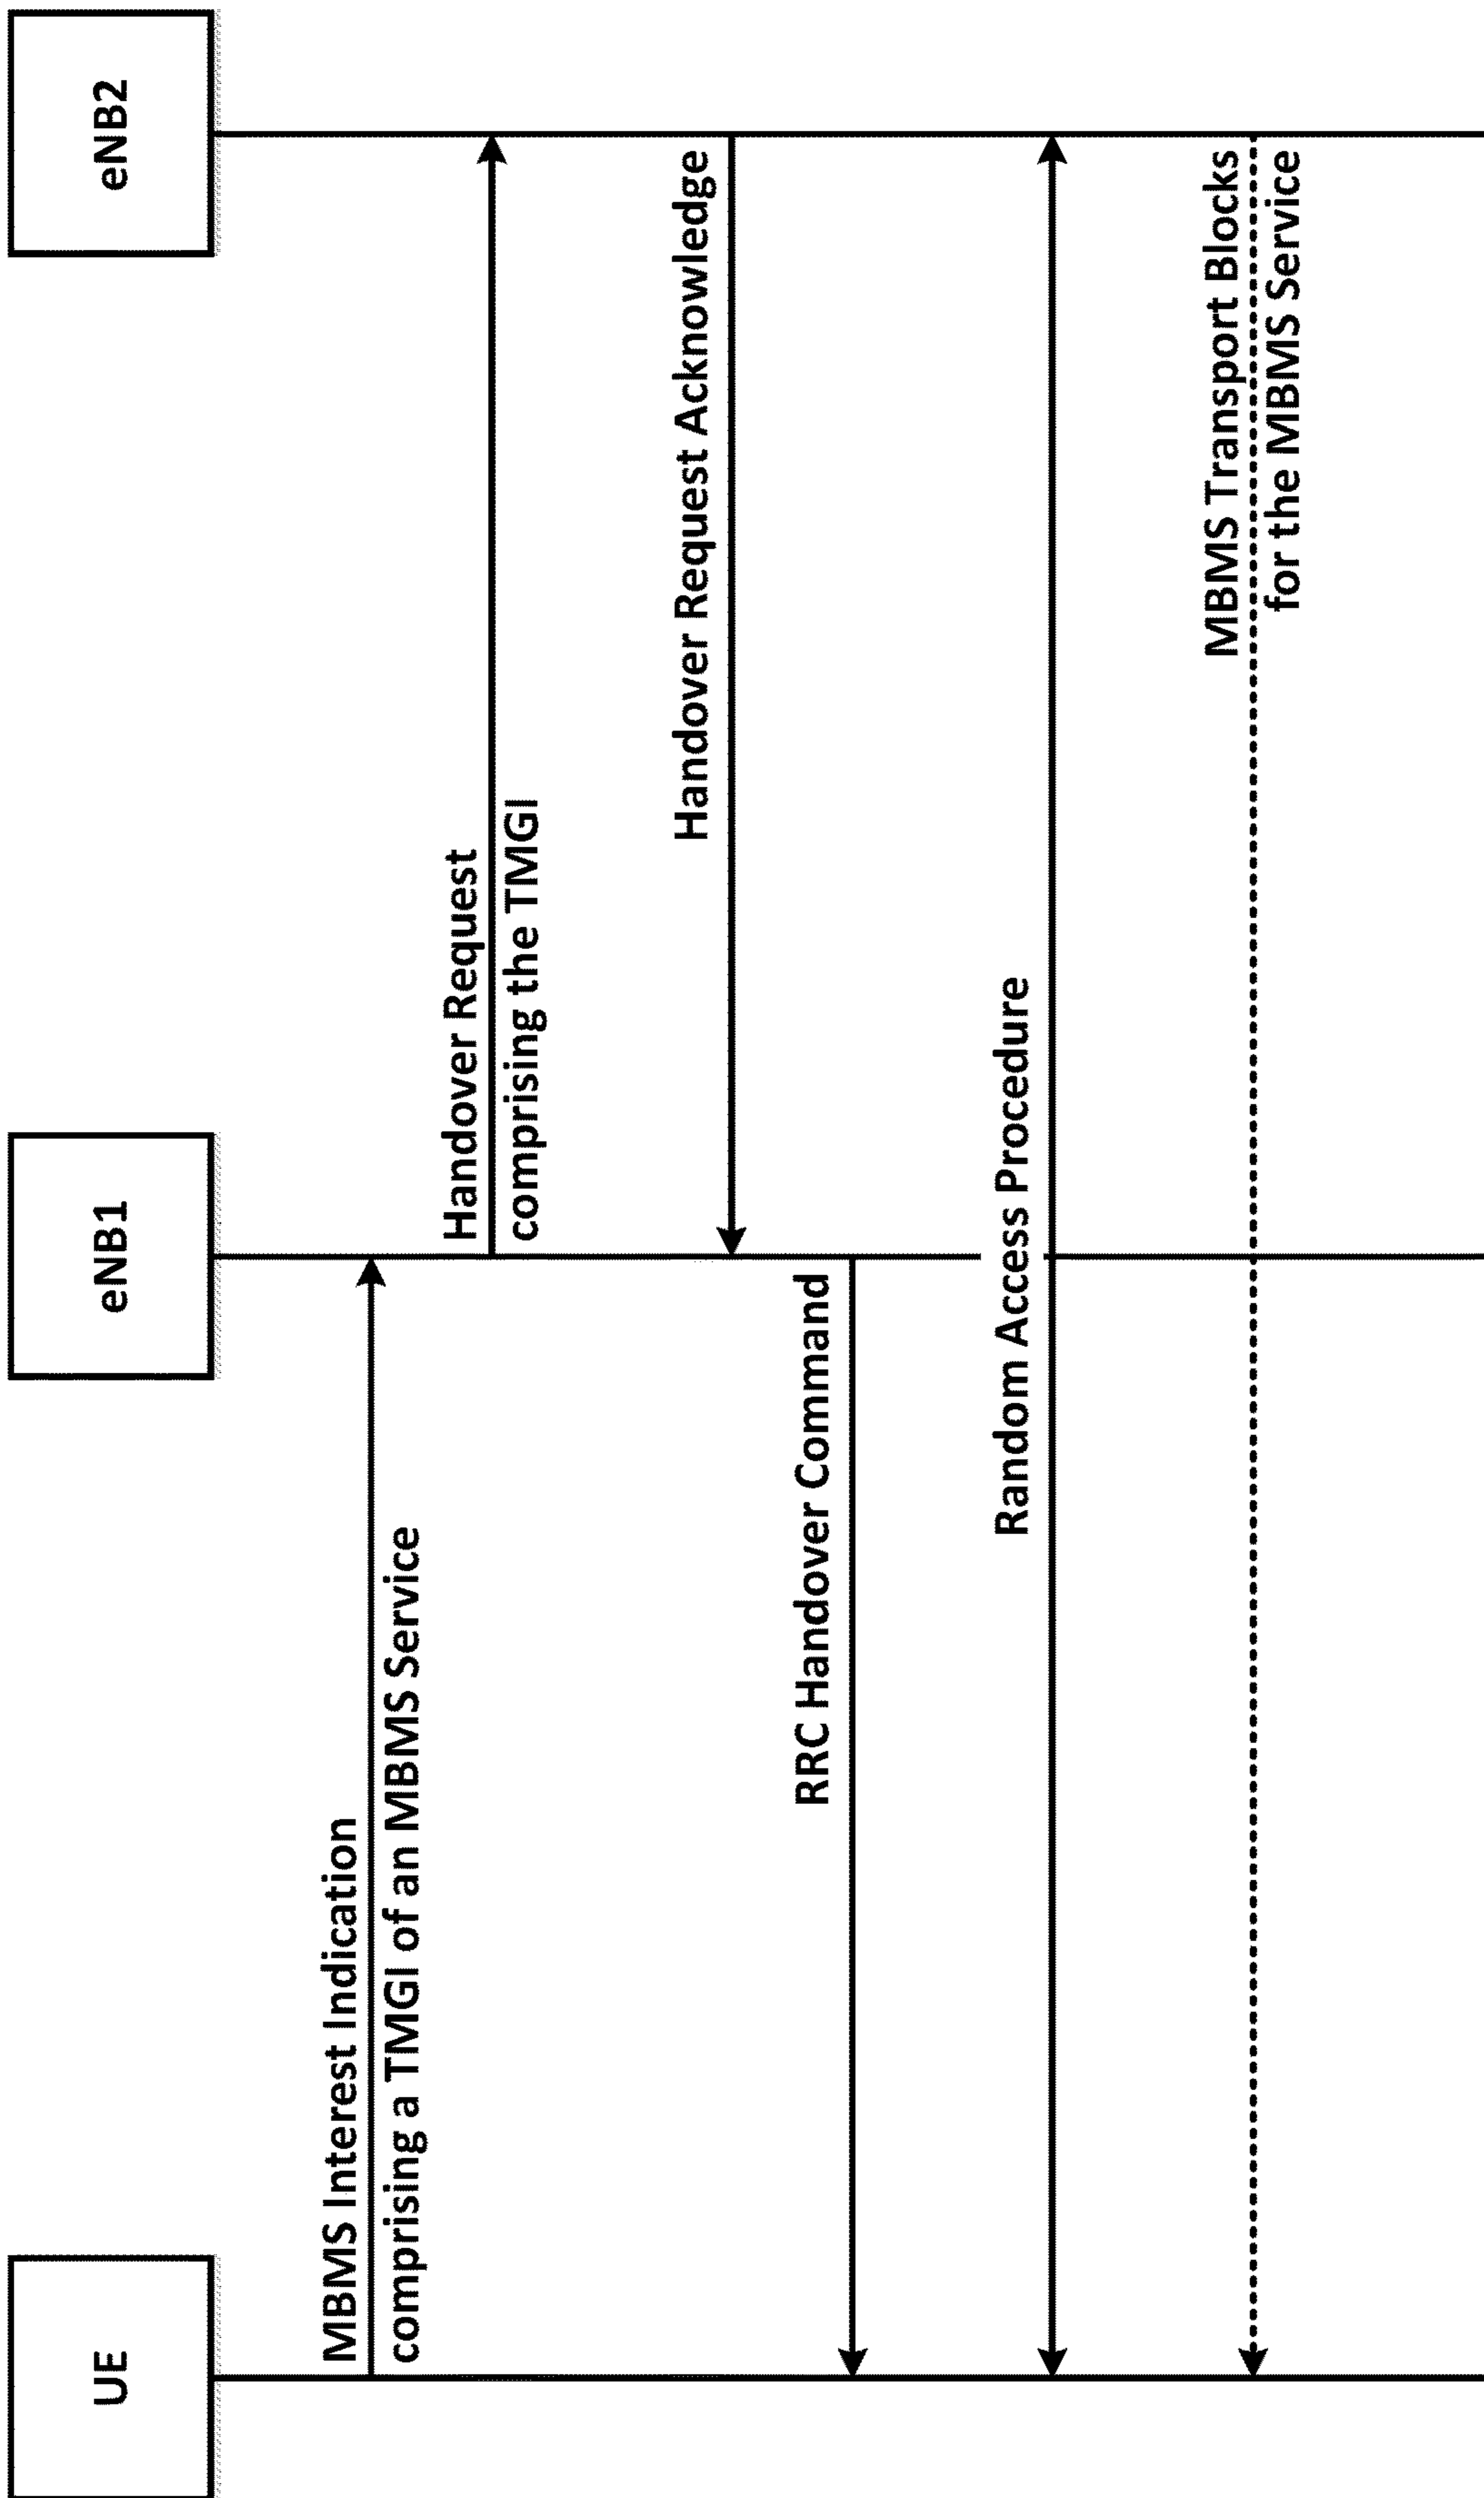 UE
eNB1
eNB2
MBMS Interest Indication
comprising a TMGI of an MBMS Service
Handover Request
comprising the TMGI
Handover Request Acknowledge
RRC Handover Command
Random Access Procedure
MBMS Transport Blocks
for the MBMS Service